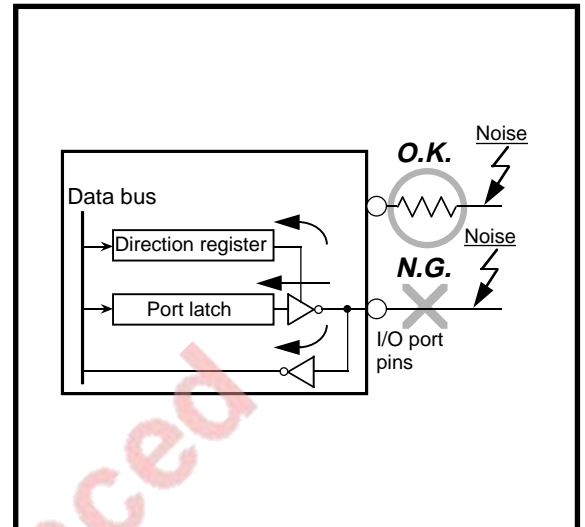 Noise
O.K.
Data bus
Noise
Direction register
N.G.
Port latch
I/O port
pins